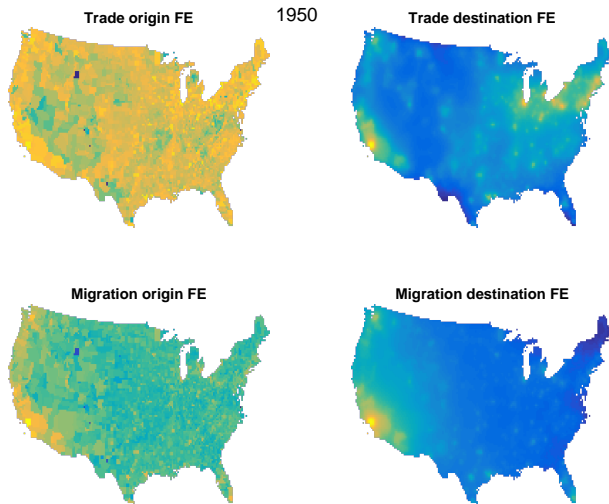 1950
Trade origin FE
Trade destination FE
Migration origin FE
Migration destination FE